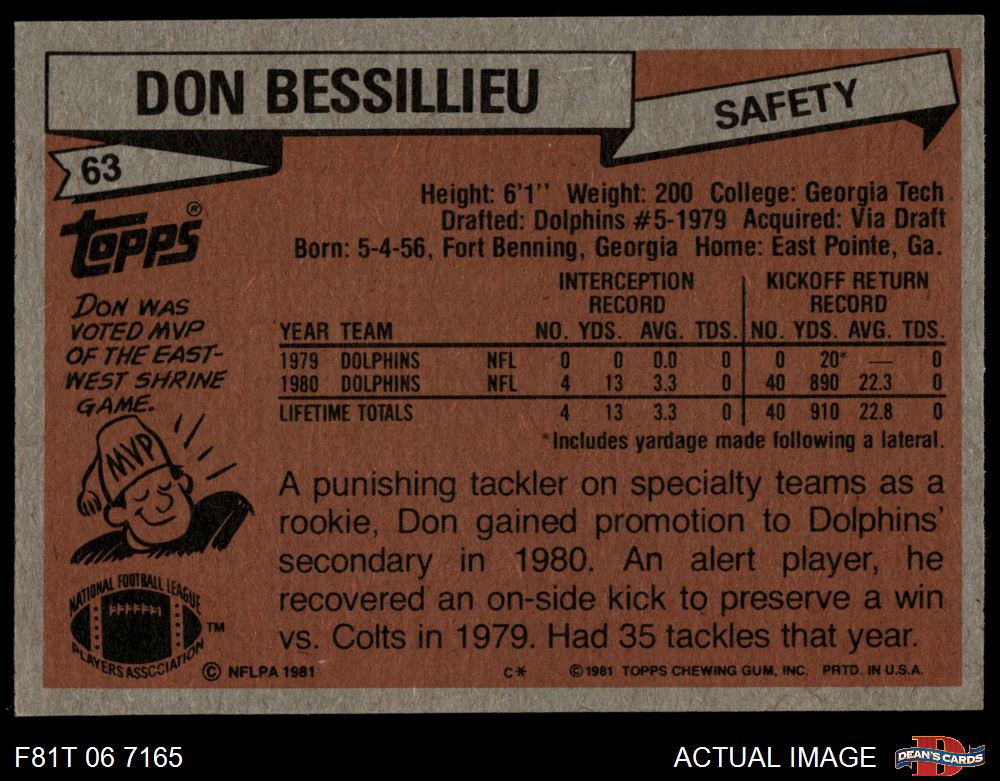 DON BESSILLIEU
SAFETY
63
TOPPS®
Height: 6'1'' Weight: 200 College: Georgia Tech
Drafted: Dolphins #5-1979 Acquired: Via Draft
Born: 5-4-56, Fort Benning, Georgia Home: East Pointe, Ga.
DON WAS
VOTED MVP
OF THE EAST-
WEST SHRINE
GAME.
MVP
INTERCEPTION KICKOFF RETURN
RECORD RECORD
YEAR TEAM NO. YDS. AVG. TDS. NO. YDS. AVG. TDS.
1979 DOLPHINS NFL 0 0 0.0 0 0 20* — 0
1980 DOLPHINS NFL 4 13 3.3 0 40 890 22.3 0
LIFETIME TOTALS 4 13 3.3 0 40 910 22.8 0
*Includes yardage made following a lateral.
A punishing tackler on specialty teams as a
rookie, Don gained promotion to Dolphins'
secondary in 1980. An alert player, he
recovered an on-side kick to preserve a win
vs. Colts in 1979. Had 35 tackles that year.
NATIONAL FOOTBALL LEAGUE
PLAYERS ASSOCIATION
TM
© NFLPA 1981
C*
©1981 TOPPS CHEWING GUM, INC. PRTD. IN U.S.A.
F81T 06 7165
ACTUAL IMAGE
D
DEAN'S CARDS